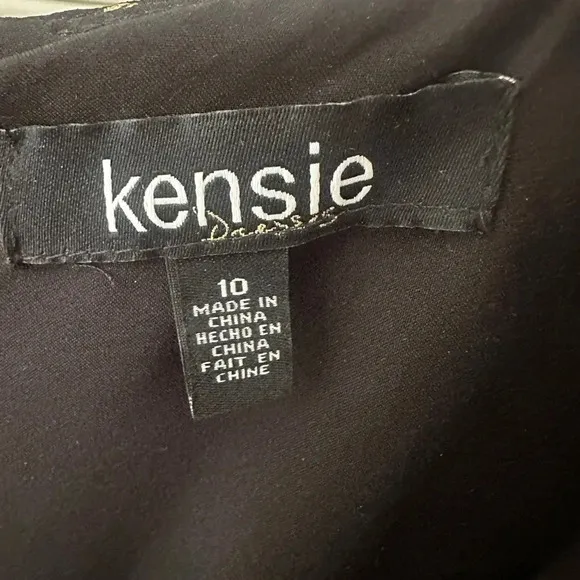 kensie
Dresses
10
MADE IN
CHINA
HECHO EN
CHINA
FAIT EN
CHINE